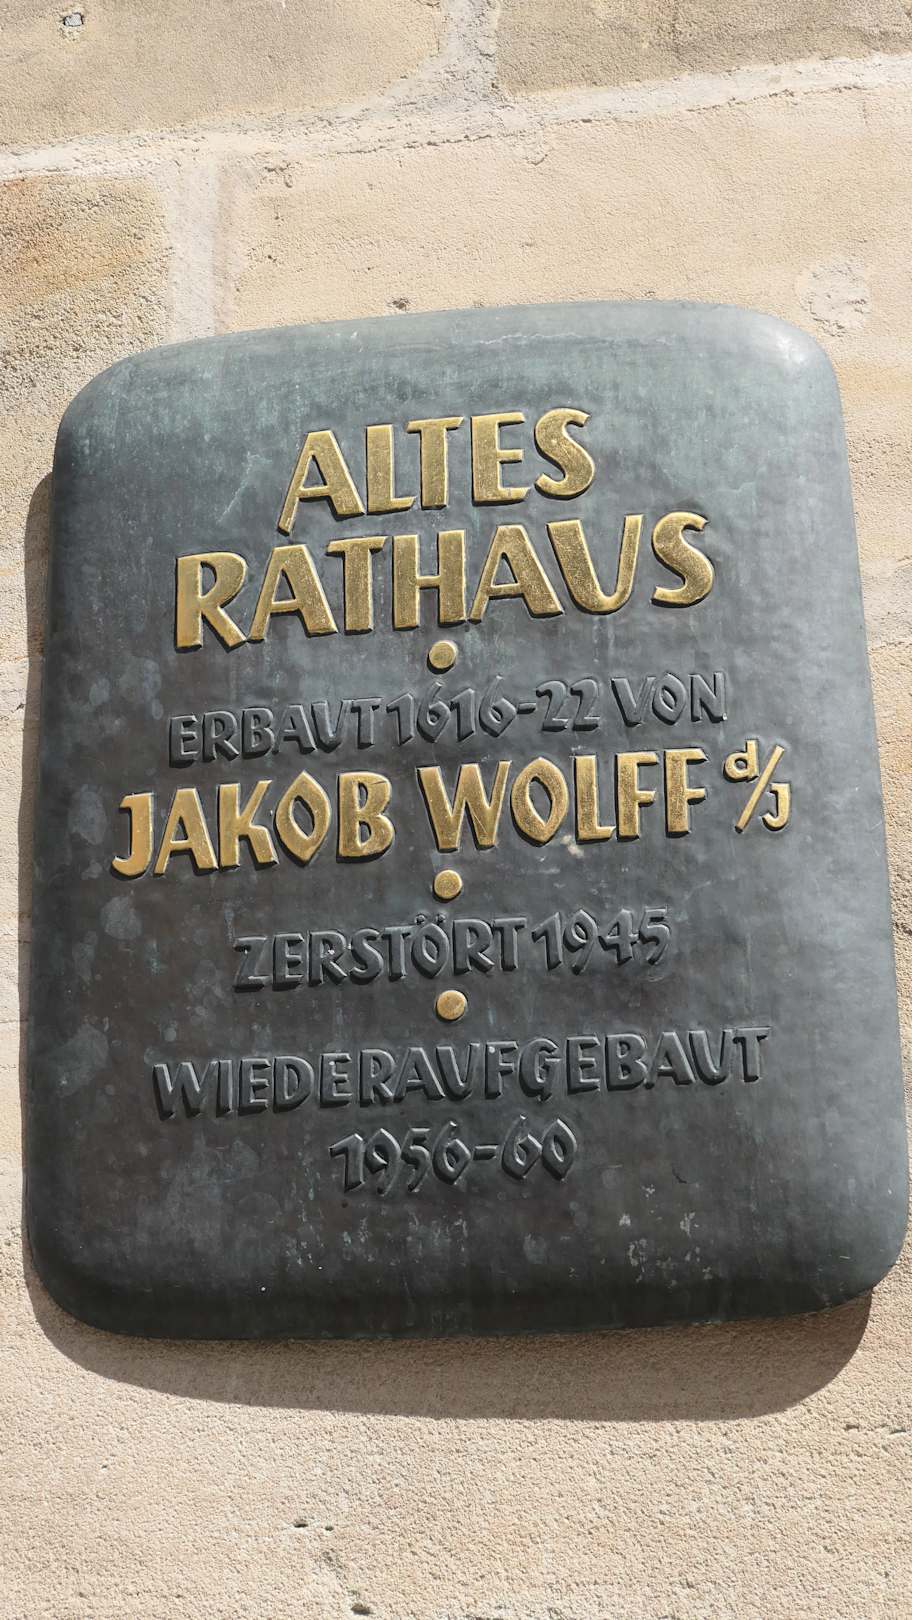 ALTES
RATHAUS
ERBAUT 1616-22 VON
JAKOB WOLFF d/J
ZERSTÖRT 1945
WIEDERAUFGEBAUT
1956-60